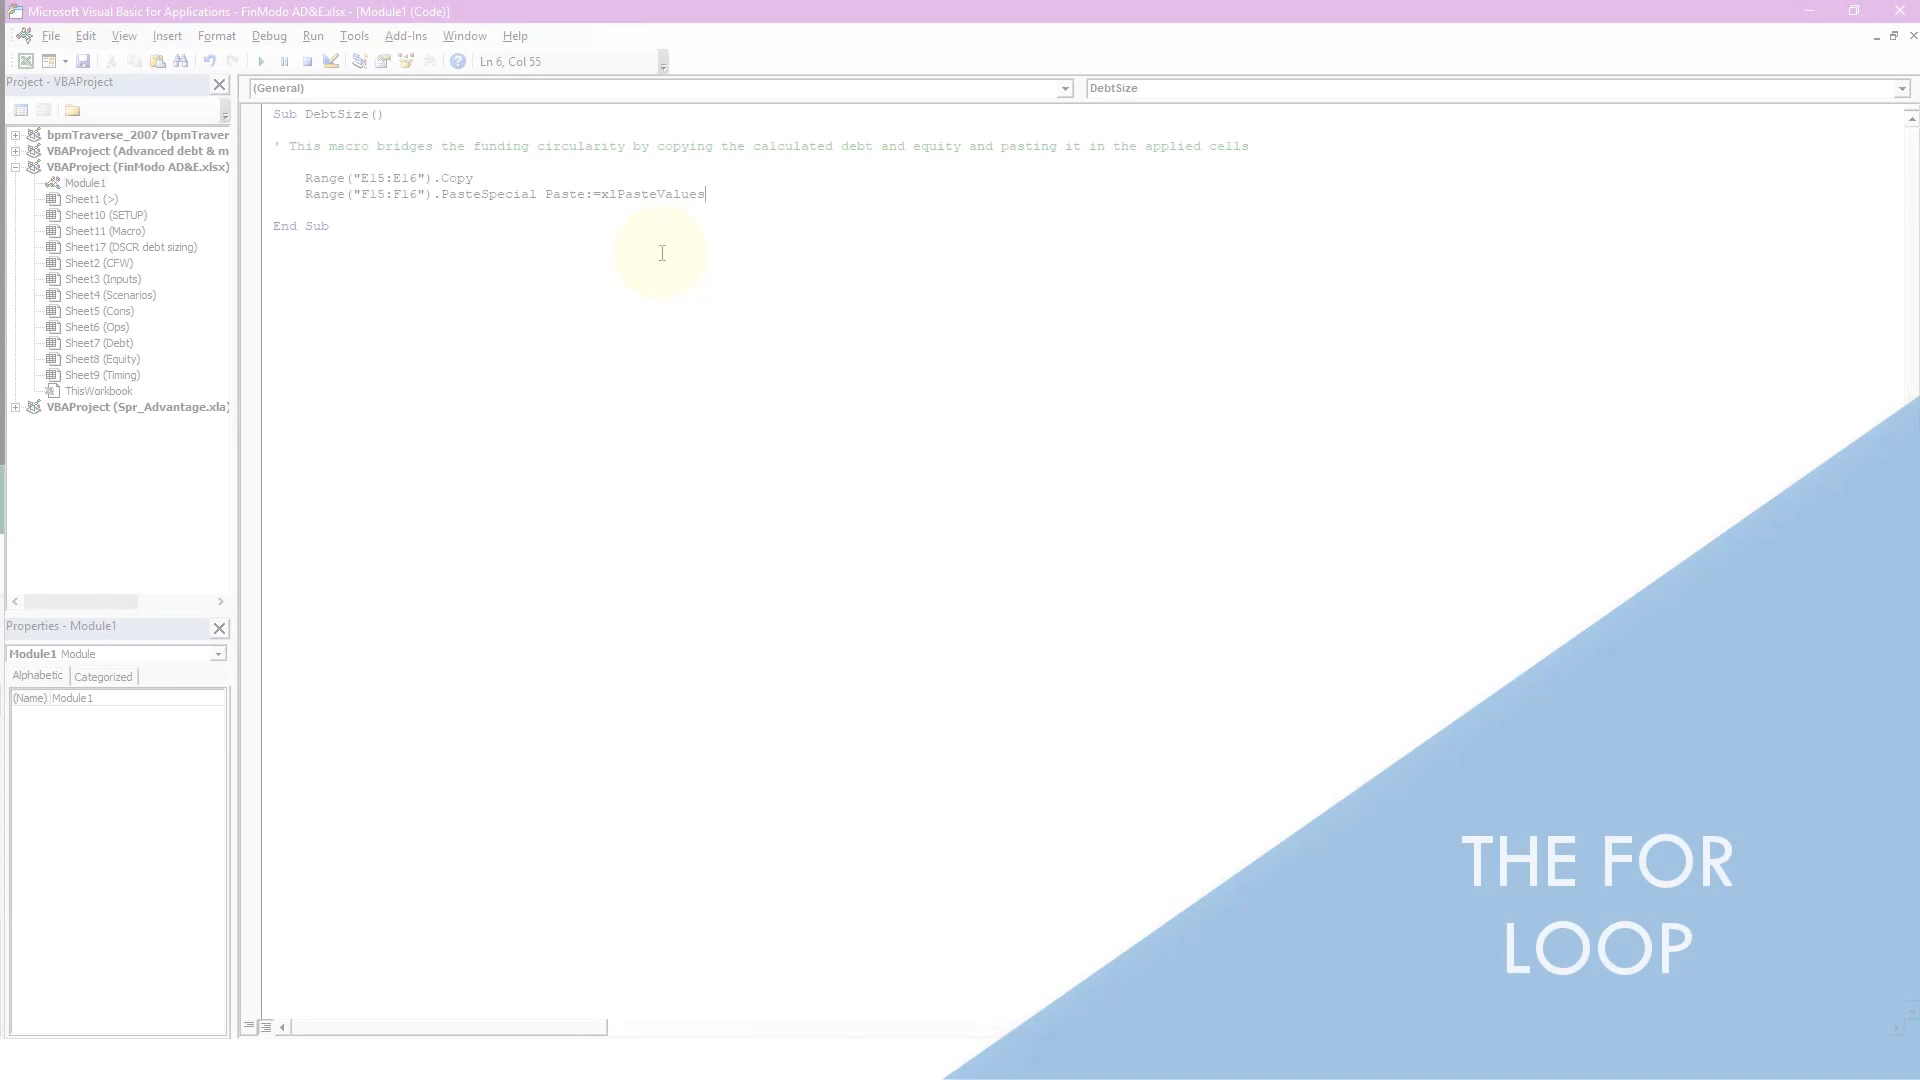 Microsoft Visual Basic for Applications - FinModo AD&E.xlsx - [Module1 (Code)]
File Edit View Insert Format Debug Run Tools Add-Ins Window Help
Ln 6, Col 55
Project - VBAProject
(General)
DebtSize
bpmTraverse_2007 (bpmTraver
VBAProject (Advanced debt & m
VBAProject (FinModo AD&E.xlsx)
Module1
Sheet1 (>)
Sheet10 (SETUP)
Sheet11 (Macro)
Sheet17 (DSCR debt sizing)
Sheet2 (CFW)
Sheet3 (Inputs)
Sheet4 (Scenarios)
Sheet5 (Cons)
Sheet6 (Ops)
Sheet7 (Debt)
Sheet8 (Equity)
Sheet9 (Timing)
ThisWorkbook
VBAProject (Spr_Advantage.xla)
Sub DebtSize()
' This macro bridges the funding circularity by copying the calculated debt and equity and pasting it in the applied cells
Range("E15:E16").Copy
Range("F15:F16").PasteSpecial Paste:=xlPasteValues
End Sub
Properties - Module1
Module1 Module
Alphabetic Categorized
(Name) Module1
THE FOR
LOOP